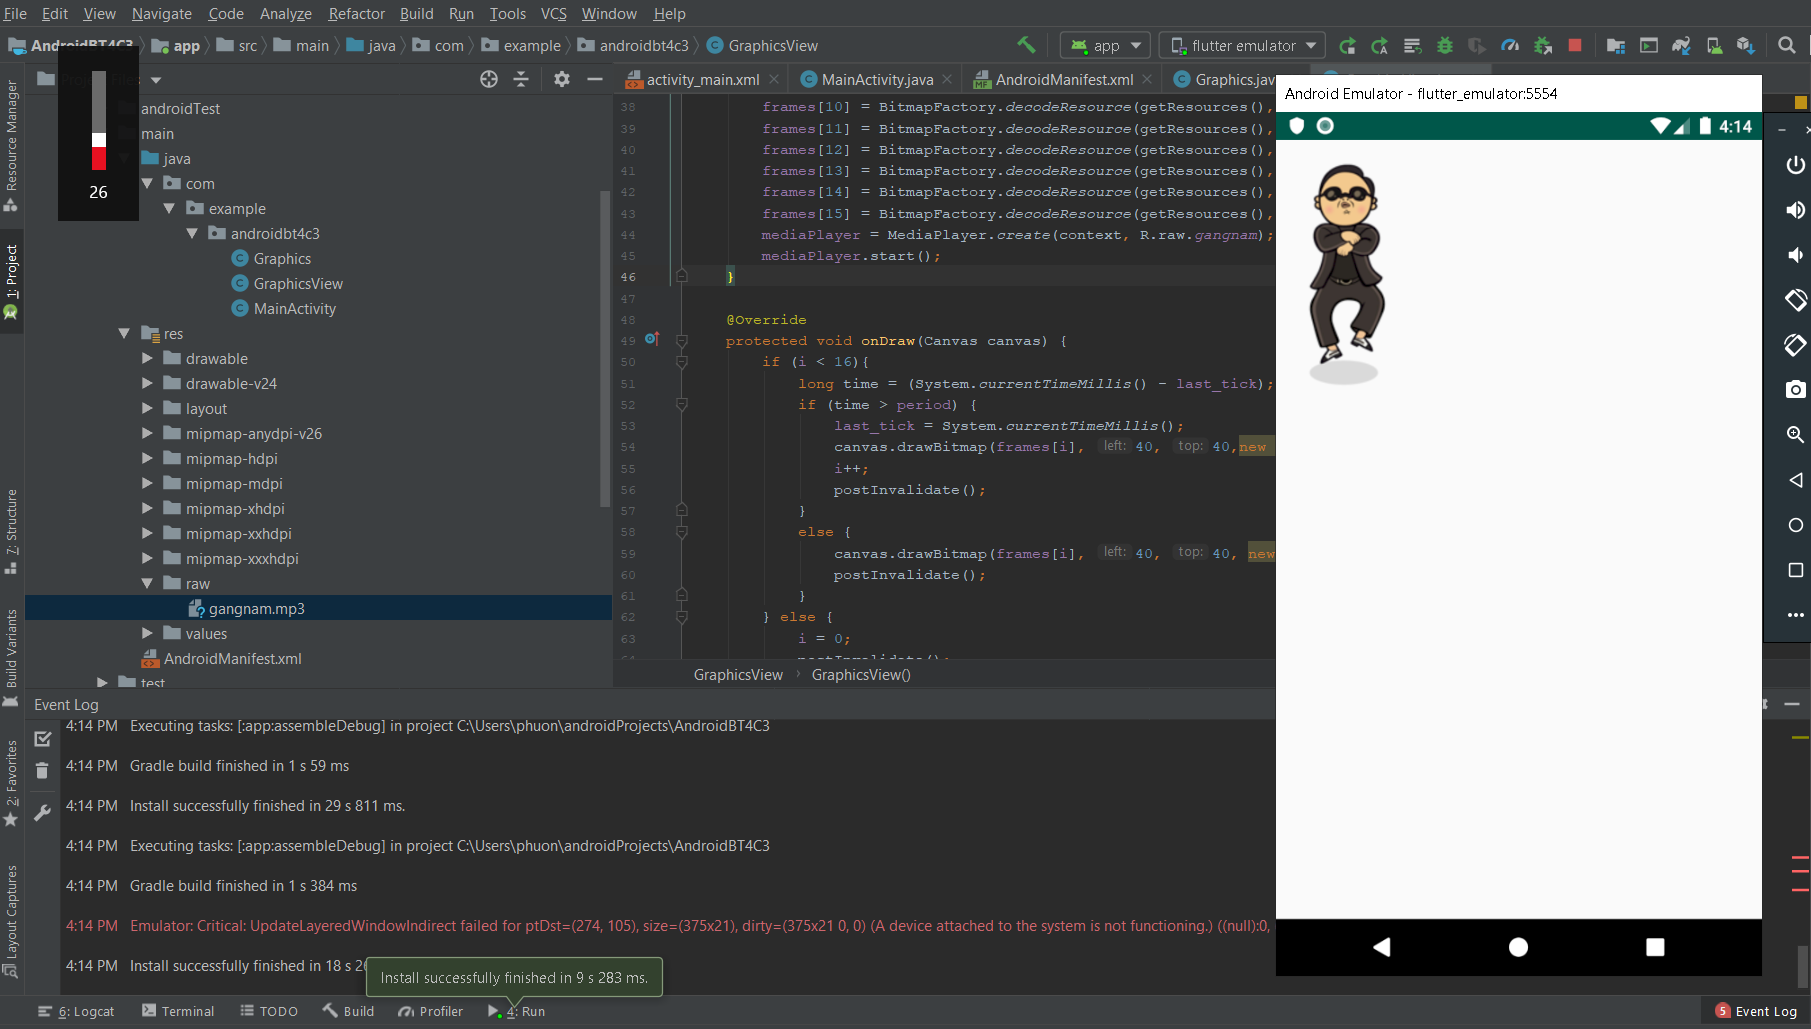 File Edit View Navigate Code Analyze Refactor Build Run Tools VCS Window Help
AndroidBT4C3 app src main java com example androidbt4c3 GraphicsView app flutter emulator
activity_main.xml MainActivity.java AndroidManifest.xml Graphics.jav
Resource Manager
1: Project
7: Structure
Build Variants
2: Favorites
Layout Captures
26
androidTest
main
java
com
example
androidbt4c3
Graphics
GraphicsView
MainActivity
res
drawable
drawable-v24
layout
mipmap-anydpi-v26
mipmap-hdpi
mipmap-mdpi
mipmap-xhdpi
mipmap-xxhdpi
mipmap-xxxhdpi
raw
gangnam.mp3
values
AndroidManifest.xml
test
38 frames[10] = BitmapFactory.decodeResource(getResources(),
39 frames[11] = BitmapFactory.decodeResource(getResources(),
40 frames[12] = BitmapFactory.decodeResource(getResources(),
41 frames[13] = BitmapFactory.decodeResource(getResources(),
42 frames[14] = BitmapFactory.decodeResource(getResources(),
43 frames[15] = BitmapFactory.decodeResource(getResources(),
44 mediaPlayer = MediaPlayer.create(context, R.raw.gangnam);
45 mediaPlayer.start();
46 }
47
48 @Override
49 protected void onDraw(Canvas canvas) {
50 if (i < 16){
51 long time = (System.currentTimeMillis() - last_tick);
52 if (time > period) {
53 last_tick = System.currentTimeMillis();
54 canvas.drawBitmap(frames[i], left: 40, top: 40,new
55 i++;
56 postInvalidate();
57 }
58 else {
59 canvas.drawBitmap(frames[i], left: 40, top: 40, new
60 postInvalidate();
61 }
62 } else {
63 i = 0;
postInvalidate();
GraphicsView GraphicsView()
Android Emulator - flutter_emulator:5554
4:14
Event Log
4:14 PM Executing tasks: [:app:assembleDebug] in project C:\Users\phuon\androidProjects\AndroidBT4C3
4:14 PM Gradle build finished in 1 s 59 ms
4:14 PM Install successfully finished in 29 s 811 ms.
4:14 PM Executing tasks: [:app:assembleDebug] in project C:\Users\phuon\androidProjects\AndroidBT4C3
4:14 PM Gradle build finished in 1 s 384 ms
4:14 PM Emulator: Critical: UpdateLayeredWindowIndirect failed for ptDst=(274, 105), size=(375x21), dirty=(375x21 0, 0) (A device attached to the system is not functioning.) ((null):0,
4:14 PM Install successfully finished in 18 s 2
Install successfully finished in 9 s 283 ms.
6: Logcat Terminal TODO Build Profiler 4: Run 5 Event Log